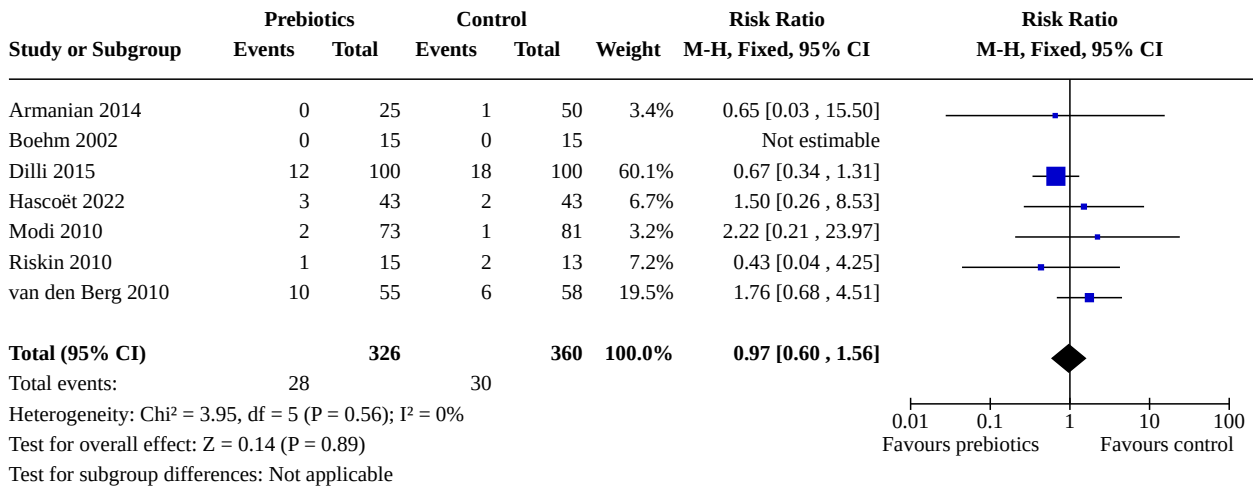 Prebiotics Control Risk Ratio Risk Ratio
Study or Subgroup Events Total Events Total Weight M-H, Fixed, 95% CI M-H, Fixed, 95% CI
Armanian 2014 0 25 1 50 3.4% 0.65 [0.03 , 15.50]
Boehm 2002 0 15 0 15 Not estimable
Dilli 2015 12 100 18 100 60.1% 0.67 [0.34 , 1.31]
Hascoët 2022 3 43 2 43 6.7% 1.50 [0.26 , 8.53]
Modi 2010 2 73 1 81 3.2% 2.22 [0.21 , 23.97]
Riskin 2010 1 15 2 13 7.2% 0.43 [0.04 , 4.25]
van den Berg 2010 10 55 6 58 19.5% 1.76 [0.68 , 4.51]
Total (95% CI) 326 360 100.0% 0.97 [0.60 , 1.56]
Total events: 28 30
Heterogeneity: Chi² = 3.95, df = 5 (P = 0.56); I² = 0%
0.01 0.1 1 10 100
Test for overall effect: Z = 0.14 (P = 0.89)
Favours prebiotics Favours control
Test for subgroup differences: Not applicable